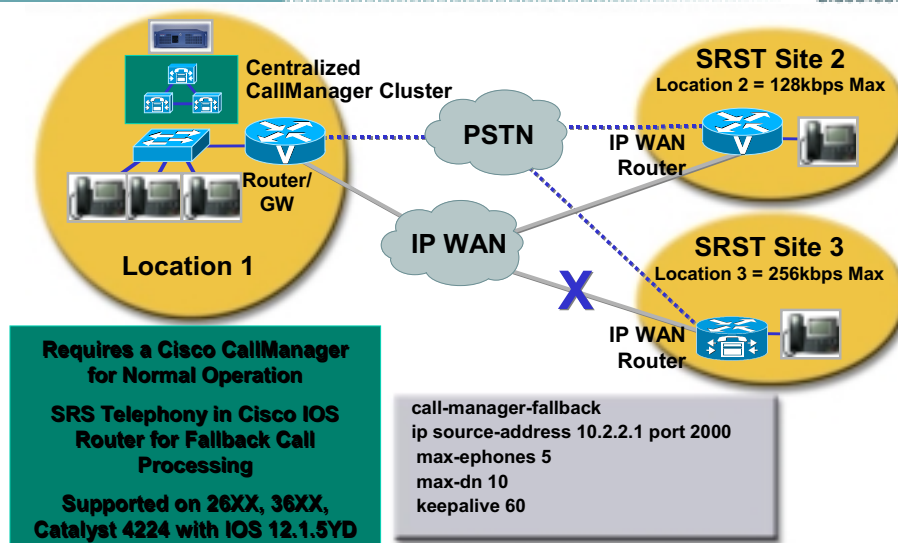 Centralized
CallManager Cluster
Router/
GW
V
Location 1
PSTN
IP WAN
SRST Site 2
Location 2 = 128kbps Max
IP WAN
Router
V
SRST Site 3
Location 3 = 256kbps Max
X
IP WAN
Router
Requires a Cisco CallManager
for Normal Operation
SRS Telephony in Cisco IOS
Router for Fallback Call
Processing
Supported on 26XX, 36XX,
Catalyst 4224 with IOS 12.1.5YD
call-manager-fallback
ip source-address 10.2.2.1 port 2000
max-ephones 5
max-dn 10
keepalive 60